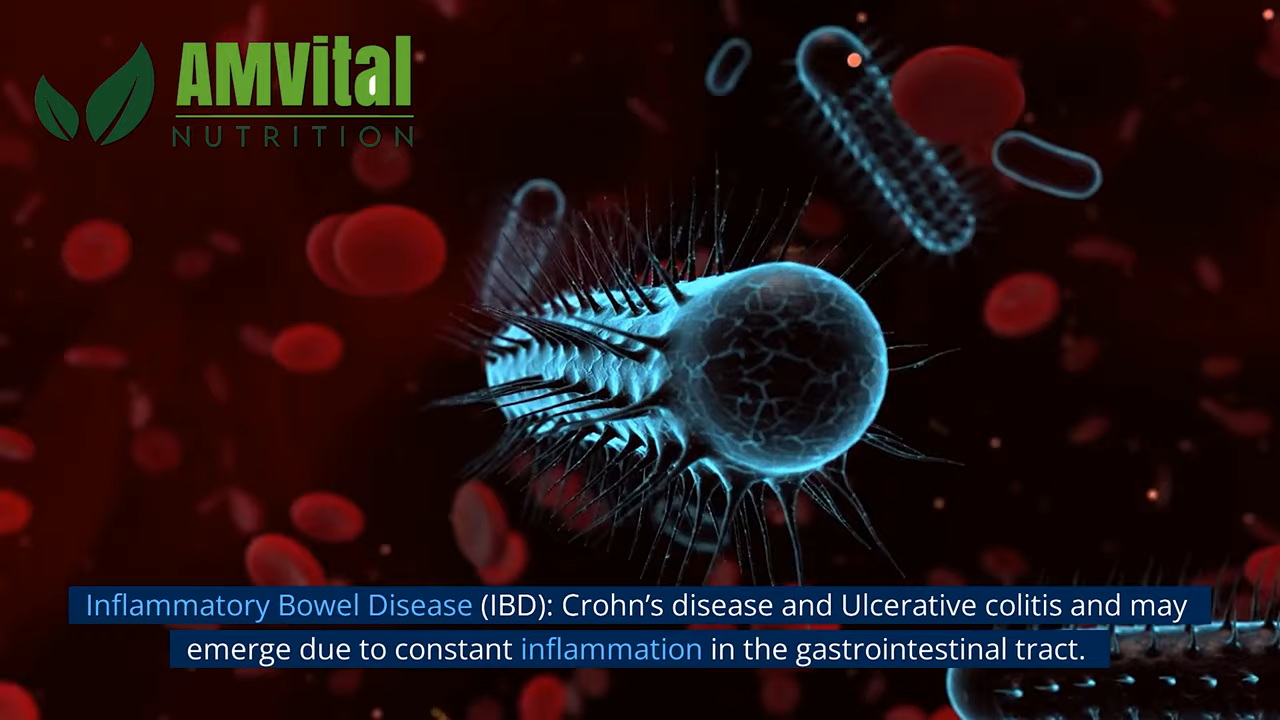 AMVital
NUTRITION
Inflammatory Bowel Disease (IBD): Crohn’s disease and Ulcerative colitis and may
emerge due to constant inflammation in the gastrointestinal tract.